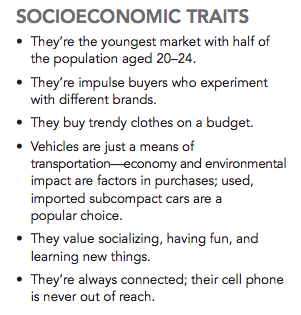 SOCIOECONOMIC TRAITS
• They're the youngest market with half of
the population aged 20–24.
• They're impulse buyers who experiment
with different brands.
• They buy trendy clothes on a budget.
• Vehicles are just a means of
transportation—economy and environmental
impact are factors in purchases; used,
imported subcompact cars are a
popular choice.
• They value socializing, having fun, and
learning new things.
• They're always connected; their cell phone
is never out of reach.